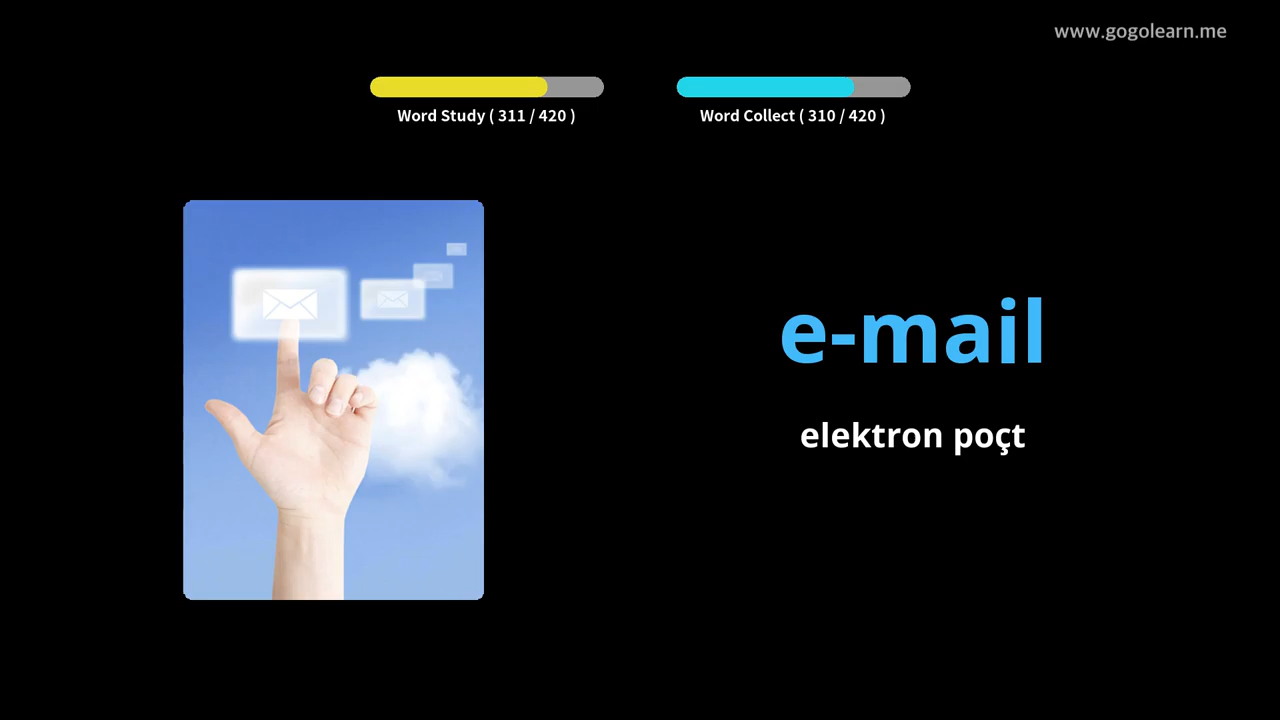 www.gogolearn.me
Word Study ( 311 / 420 )
Word Collect ( 310 / 420 )
e-mail
elektron poçt